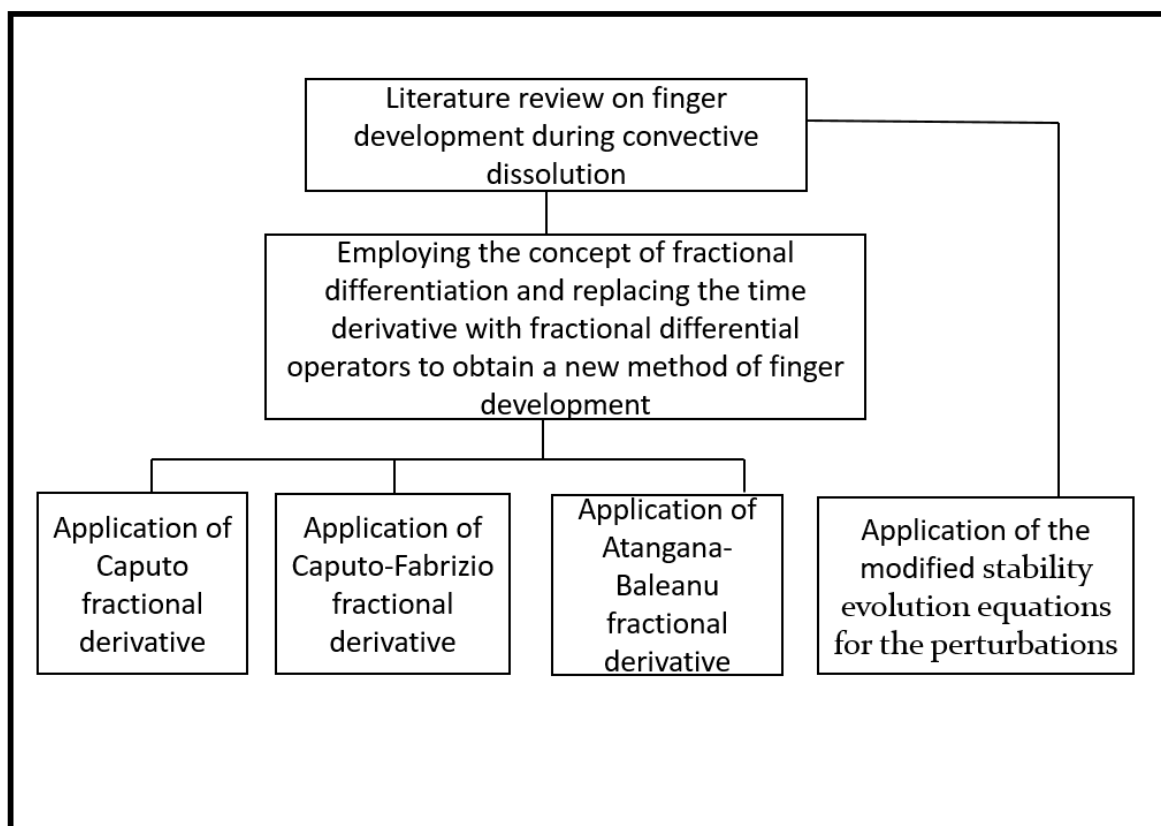 Literature review on finger
development during convective
dissolution
Employing the concept of fractional
differentiation and replacing the time
derivative with fractional differential
operators to obtain a new method of finger
development
Application of
Caputo
fractional
derivative
Application of
Caputo-Fabrizio
fractional
derivative
Application of
Atangana-
Baleanu
fractional
derivative
Application of the
modified stability
evolution equations
for the perturbations